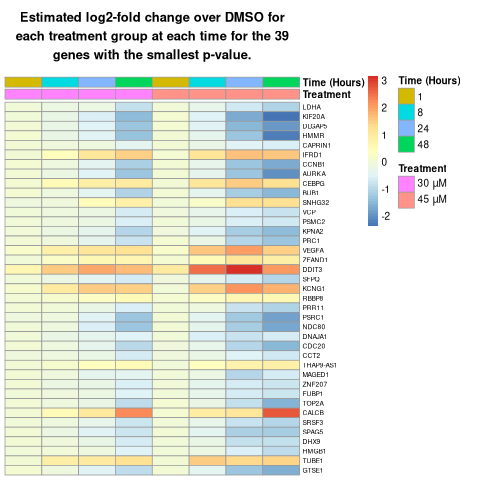 Estimated log2-fold change over DMSO for
each treatment group at each time for the 39
genes with the smallest p-value.
Time (Hours)
Treatment
LDHA
KIF20A
DLGAP5
HMMR
CAPRIN1
IFRD1
CCNB1
AURKA
CEBPG
BUB1
SNHG32
VCP
PSMC2
KPNA2
PRC1
VEGFA
ZFAND1
DDIT3
SFPQ
KCNG1
RBBP8
PRR11
PSRC1
NDC80
DNAJA1
CDC20
CCT2
THAP9-AS1
MAGED1
ZNF207
FUBP1
TOP2A
CALCB
SRSF3
SPAG5
DHX9
HMGB1
TUBE1
GTSE1
3
2
1
0
-1
-2
Time (Hours)
1
8
24
48
Treatment
30 µM
45 µM